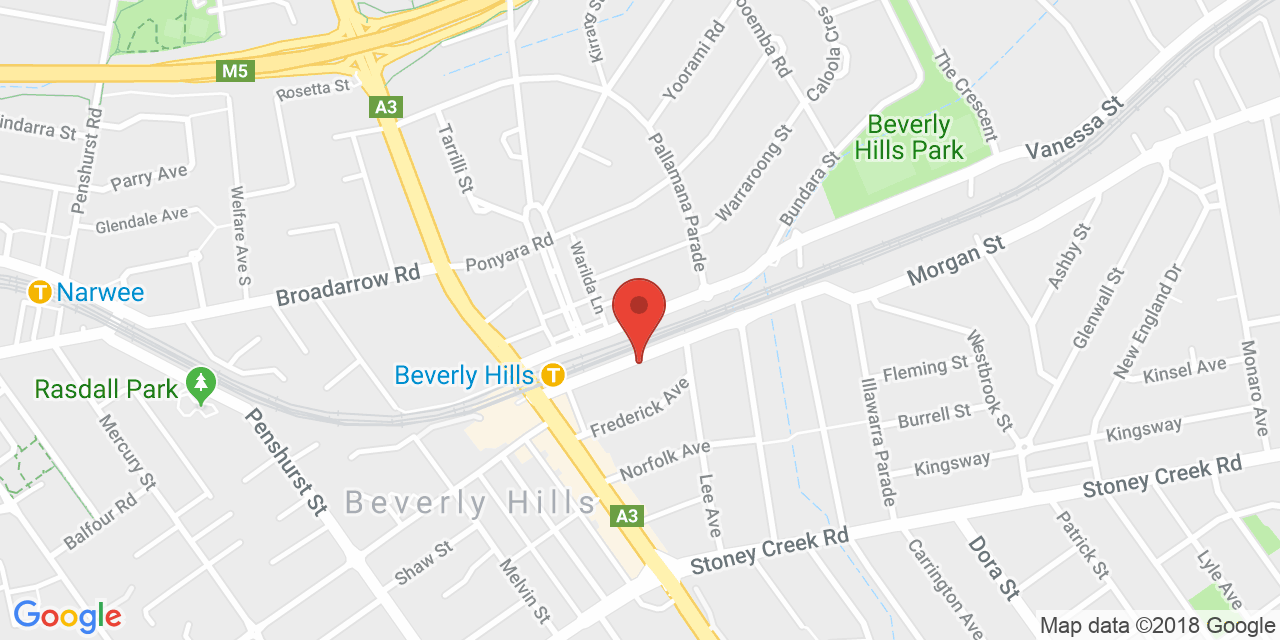 Kirrang St
Yoorami Rd
Caloola Cres
The Crescent
M5
Rosetta St
A3
Vanessa St
Penshurst Rd
Tarrilli St
Pallamana Parade
Warraroong St
Bundara St
Beverly
Hills Park
Parry Ave
Welfare Ave S
Glendale Ave
Ponyara Rd
Warilda Ln
Morgan St
Ashby St
Broadarrow Rd
Narwee
Glenwall St
New England Dr
Westbrook St
Monaro Ave
Rasdall Park
Beverly Hills
Fleming St
Kinsel Ave
Illawarra Parade
Frederick Ave
Burrell St
Mercury St
Penshurst St
Norfolk Ave
Kingsway
Kingsway
Lee Ave
Stoney Creek Rd
Beverly Hills
A3
Balfour Rd
Shaw St
Melvin St
Stoney Creek Rd
Carrington Ave
Dora St
Patrick St
Lyle Ave
Google
Map data ©2018 Google